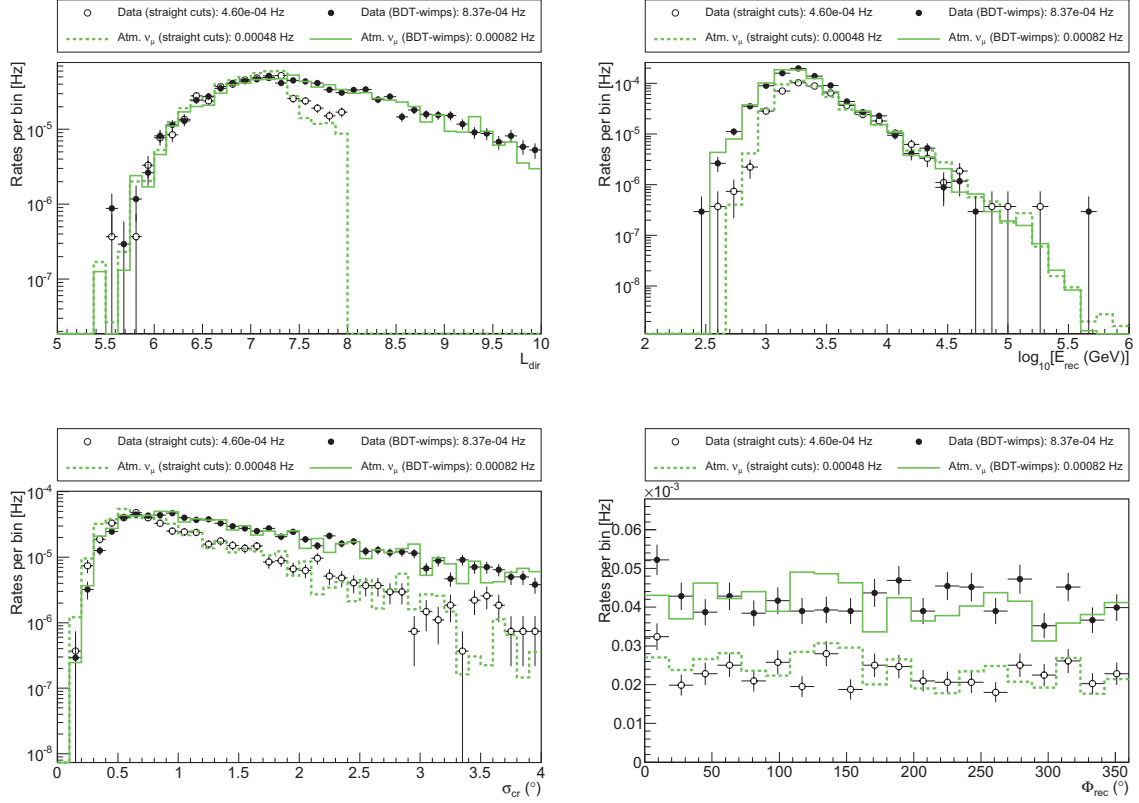 Data (straight cuts): 4.60e-04 Hz Data (BDT-wimps): 8.37e-04 Hz
Atm. νμ (straight cuts): 0.00048 Hz Atm. νμ (BDT-wimps): 0.00082 Hz
Rates per bin [Hz]
10^-5
10^-6
10^-7
5 5.5 6 6.5 7 7.5 8 8.5 9 9.5 10
L_dir
Data (straight cuts): 4.60e-04 Hz Data (BDT-wimps): 8.37e-04 Hz
Atm. νμ (straight cuts): 0.00048 Hz Atm. νμ (BDT-wimps): 0.00082 Hz
Rates per bin [Hz]
10^-4
10^-5
10^-6
10^-7
10^-8
2 2.5 3 3.5 4 4.5 5 5.5 6
log_10[E_rec (GeV)]
Data (straight cuts): 4.60e-04 Hz Data (BDT-wimps): 8.37e-04 Hz
Atm. νμ (straight cuts): 0.00048 Hz Atm. νμ (BDT-wimps): 0.00082 Hz
Rates per bin [Hz]
10^-4
10^-5
10^-6
10^-7
10^-8
0 0.5 1 1.5 2 2.5 3 3.5 4
σ_cr (°)
Data (straight cuts): 4.60e-04 Hz Data (BDT-wimps): 8.37e-04 Hz
Atm. νμ (straight cuts): 0.00048 Hz Atm. νμ (BDT-wimps): 0.00082 Hz
×10^-3
Rates per bin [Hz]
0.06
0.05
0.04
0.03
0.02
0.01
0 50 100 150 200 250 300 350
Φ_rec (°)